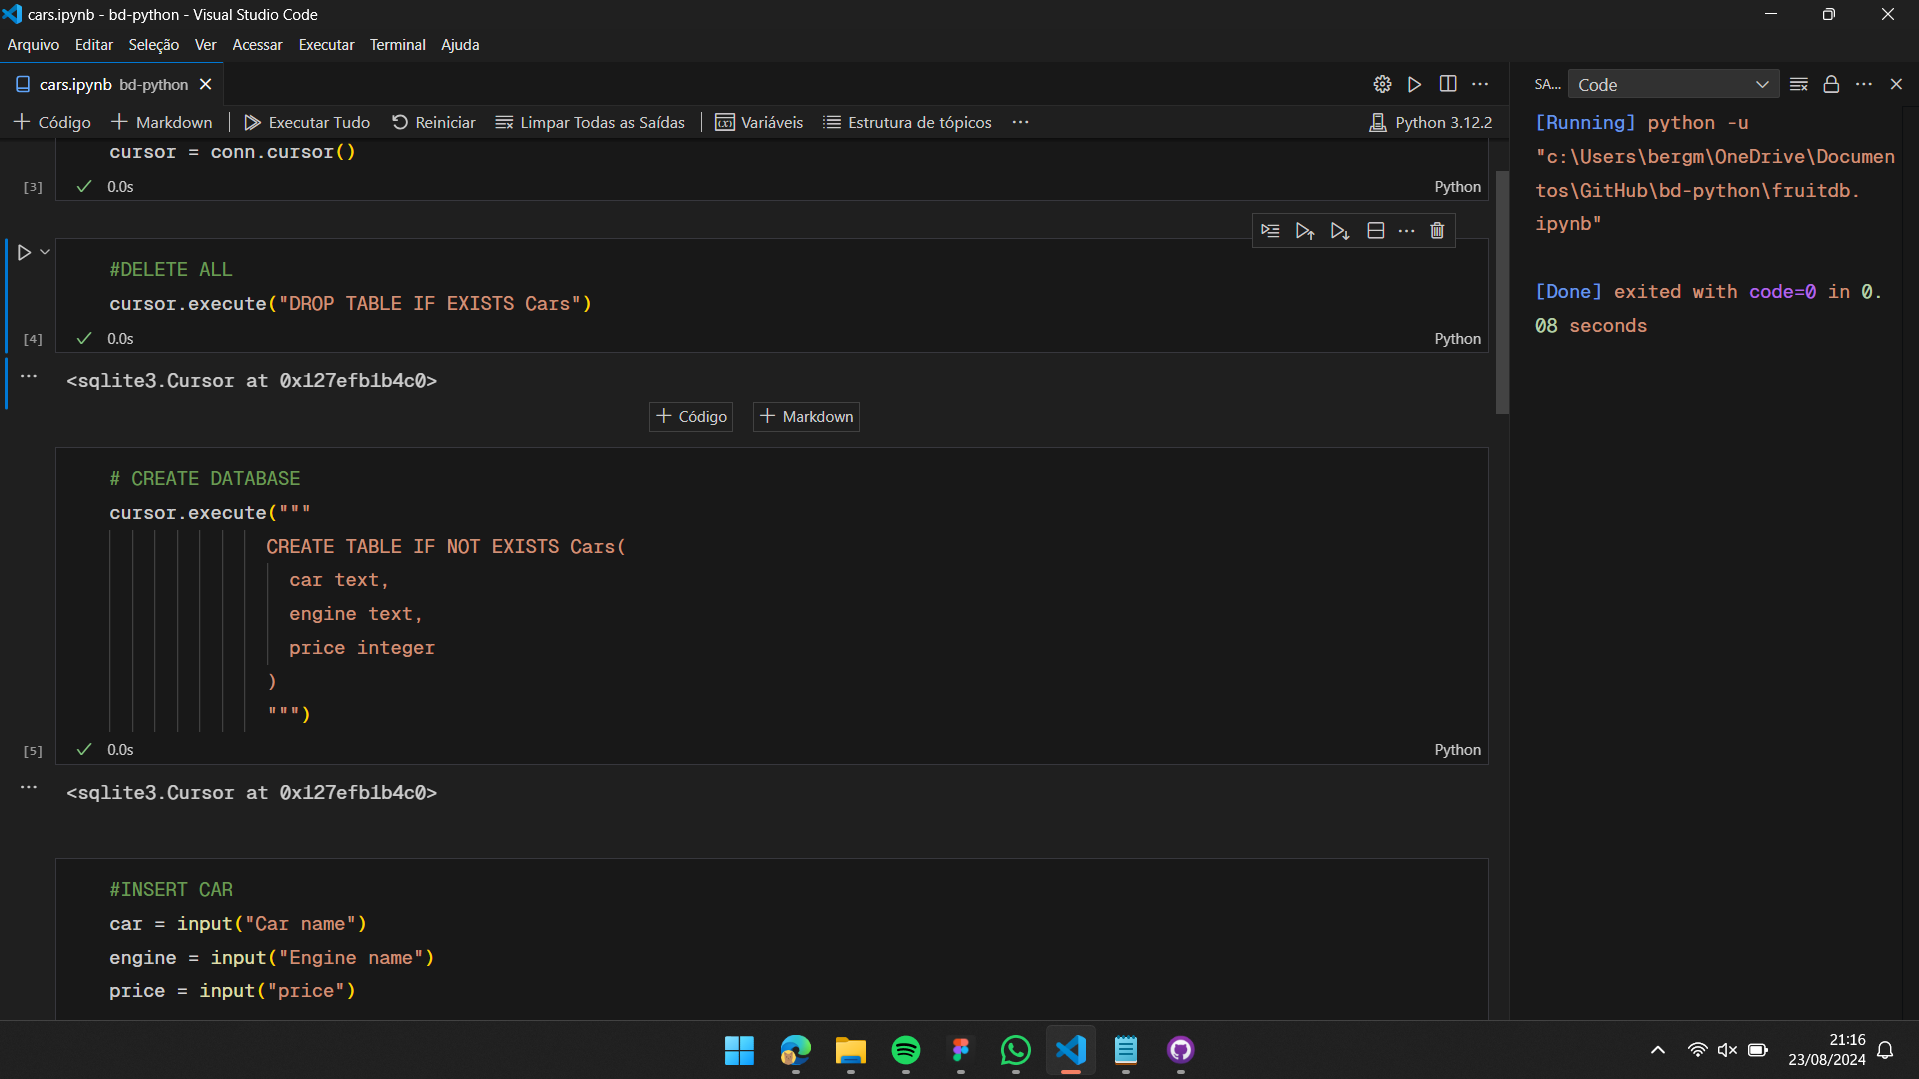 cars.ipynb - bd-python - Visual Studio Code
Arquivo Editar Seleção Ver Acessar Executar Terminal Ajuda
cars.ipynb bd-python
SA... Code
Código Markdown Executar Tudo Reiniciar Limpar Todas as Saídas Variáveis Estrutura de tópicos ... Python 3.12.2
cursor = conn.cursor()
[3] 0.0s Python
#DELETE ALL
cursor.execute("DROP TABLE IF EXISTS Cars")
[4] 0.0s Python
<sqlite3.Cursor at 0x127efb1b4c0>
Código Markdown
# CREATE DATABASE
cursor.execute("""
CREATE TABLE IF NOT EXISTS Cars(
car text,
engine text,
price integer
)
""")
[5] 0.0s Python
<sqlite3.Cursor at 0x127efb1b4c0>
#INSERT CAR
car = input("Car name")
engine = input("Engine name")
price = input("price")
[Running] python -u
"c:\Users\bergm\OneDrive\Documen
tos\GitHub\bd-python\fruitdb.
ipynb"
[Done] exited with code=0 in 0.
08 seconds
21:16
23/08/2024